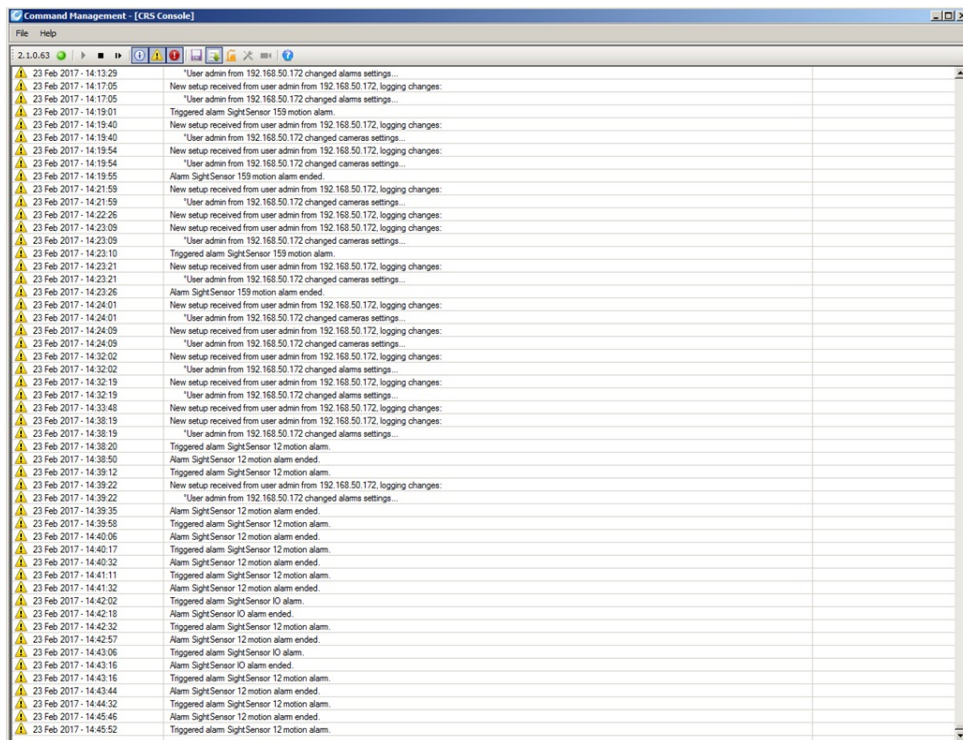 Command Management - [CRS Console]
File Help
2.1.0.63
23 Feb 2017 - 14:13:29 "User admin from 192.168.50.172 changed alarms settings...
23 Feb 2017 - 14:17:05 New setup received from user admin from 192.168.50.172, logging changes:
23 Feb 2017 - 14:17:05 "User admin from 192.168.50.172 changed alarms settings...
23 Feb 2017 - 14:19:01 Triggered alarm SightSensor 159 motion alarm.
23 Feb 2017 - 14:19:40 New setup received from user admin from 192.168.50.172, logging changes:
23 Feb 2017 - 14:19:40 "User admin from 192.168.50.172 changed cameras settings...
23 Feb 2017 - 14:19:54 New setup received from user admin from 192.168.50.172, logging changes:
23 Feb 2017 - 14:19:54 "User admin from 192.168.50.172 changed cameras settings...
23 Feb 2017 - 14:19:55 Alarm SightSensor 159 motion alarm ended.
23 Feb 2017 - 14:21:59 New setup received from user admin from 192.168.50.172, logging changes:
23 Feb 2017 - 14:21:59 "User admin from 192.168.50.172 changed cameras settings...
23 Feb 2017 - 14:22:26 New setup received from user admin from 192.168.50.172, logging changes:
23 Feb 2017 - 14:23:09 New setup received from user admin from 192.168.50.172, logging changes:
23 Feb 2017 - 14:23:09 "User admin from 192.168.50.172 changed cameras settings...
23 Feb 2017 - 14:23:10 Triggered alarm SightSensor 159 motion alarm.
23 Feb 2017 - 14:23:21 New setup received from user admin from 192.168.50.172, logging changes:
23 Feb 2017 - 14:23:21 "User admin from 192.168.50.172 changed cameras settings...
23 Feb 2017 - 14:23:26 Alarm SightSensor 159 motion alarm ended.
23 Feb 2017 - 14:24:01 New setup received from user admin from 192.168.50.172, logging changes:
23 Feb 2017 - 14:24:01 "User admin from 192.168.50.172 changed cameras settings...
23 Feb 2017 - 14:24:09 New setup received from user admin from 192.168.50.172, logging changes:
23 Feb 2017 - 14:24:09 "User admin from 192.168.50.172 changed cameras settings...
23 Feb 2017 - 14:32:02 New setup received from user admin from 192.168.50.172, logging changes:
23 Feb 2017 - 14:32:02 "User admin from 192.168.50.172 changed alarms settings...
23 Feb 2017 - 14:32:19 New setup received from user admin from 192.168.50.172, logging changes:
23 Feb 2017 - 14:32:19 "User admin from 192.168.50.172 changed alarms settings...
23 Feb 2017 - 14:33:48 New setup received from user admin from 192.168.50.172, logging changes:
23 Feb 2017 - 14:38:19 New setup received from user admin from 192.168.50.172, logging changes:
23 Feb 2017 - 14:38:19 "User admin from 192.168.50.172 changed alarms settings...
23 Feb 2017 - 14:38:20 Triggered alarm SightSensor 12 motion alarm.
23 Feb 2017 - 14:38:50 Alarm SightSensor 12 motion alarm ended.
23 Feb 2017 - 14:39:12 Triggered alarm SightSensor 12 motion alarm.
23 Feb 2017 - 14:39:22 New setup received from user admin from 192.168.50.172, logging changes:
23 Feb 2017 - 14:39:22 "User admin from 192.168.50.172 changed alarms settings...
23 Feb 2017 - 14:39:35 Alarm SightSensor 12 motion alarm ended.
23 Feb 2017 - 14:39:58 Triggered alarm SightSensor 12 motion alarm.
23 Feb 2017 - 14:40:06 Alarm SightSensor 12 motion alarm ended.
23 Feb 2017 - 14:40:17 Triggered alarm SightSensor 12 motion alarm.
23 Feb 2017 - 14:40:32 Alarm SightSensor 12 motion alarm ended.
23 Feb 2017 - 14:41:11 Triggered alarm SightSensor 12 motion alarm.
23 Feb 2017 - 14:41:32 Alarm SightSensor 12 motion alarm ended.
23 Feb 2017 - 14:42:02 Triggered alarm SightSensor IO alarm.
23 Feb 2017 - 14:42:18 Alarm SightSensor IO alarm ended.
23 Feb 2017 - 14:42:32 Triggered alarm SightSensor 12 motion alarm.
23 Feb 2017 - 14:42:57 Alarm SightSensor 12 motion alarm ended.
23 Feb 2017 - 14:43:06 Triggered alarm SightSensor IO alarm.
23 Feb 2017 - 14:43:16 Alarm SightSensor IO alarm ended.
23 Feb 2017 - 14:43:16 Triggered alarm SightSensor 12 motion alarm.
23 Feb 2017 - 14:43:44 Alarm SightSensor 12 motion alarm ended.
23 Feb 2017 - 14:44:32 Triggered alarm SightSensor 12 motion alarm.
23 Feb 2017 - 14:45:46 Alarm SightSensor 12 motion alarm ended.
23 Feb 2017 - 14:45:52 Triggered alarm SightSensor 12 motion alarm.